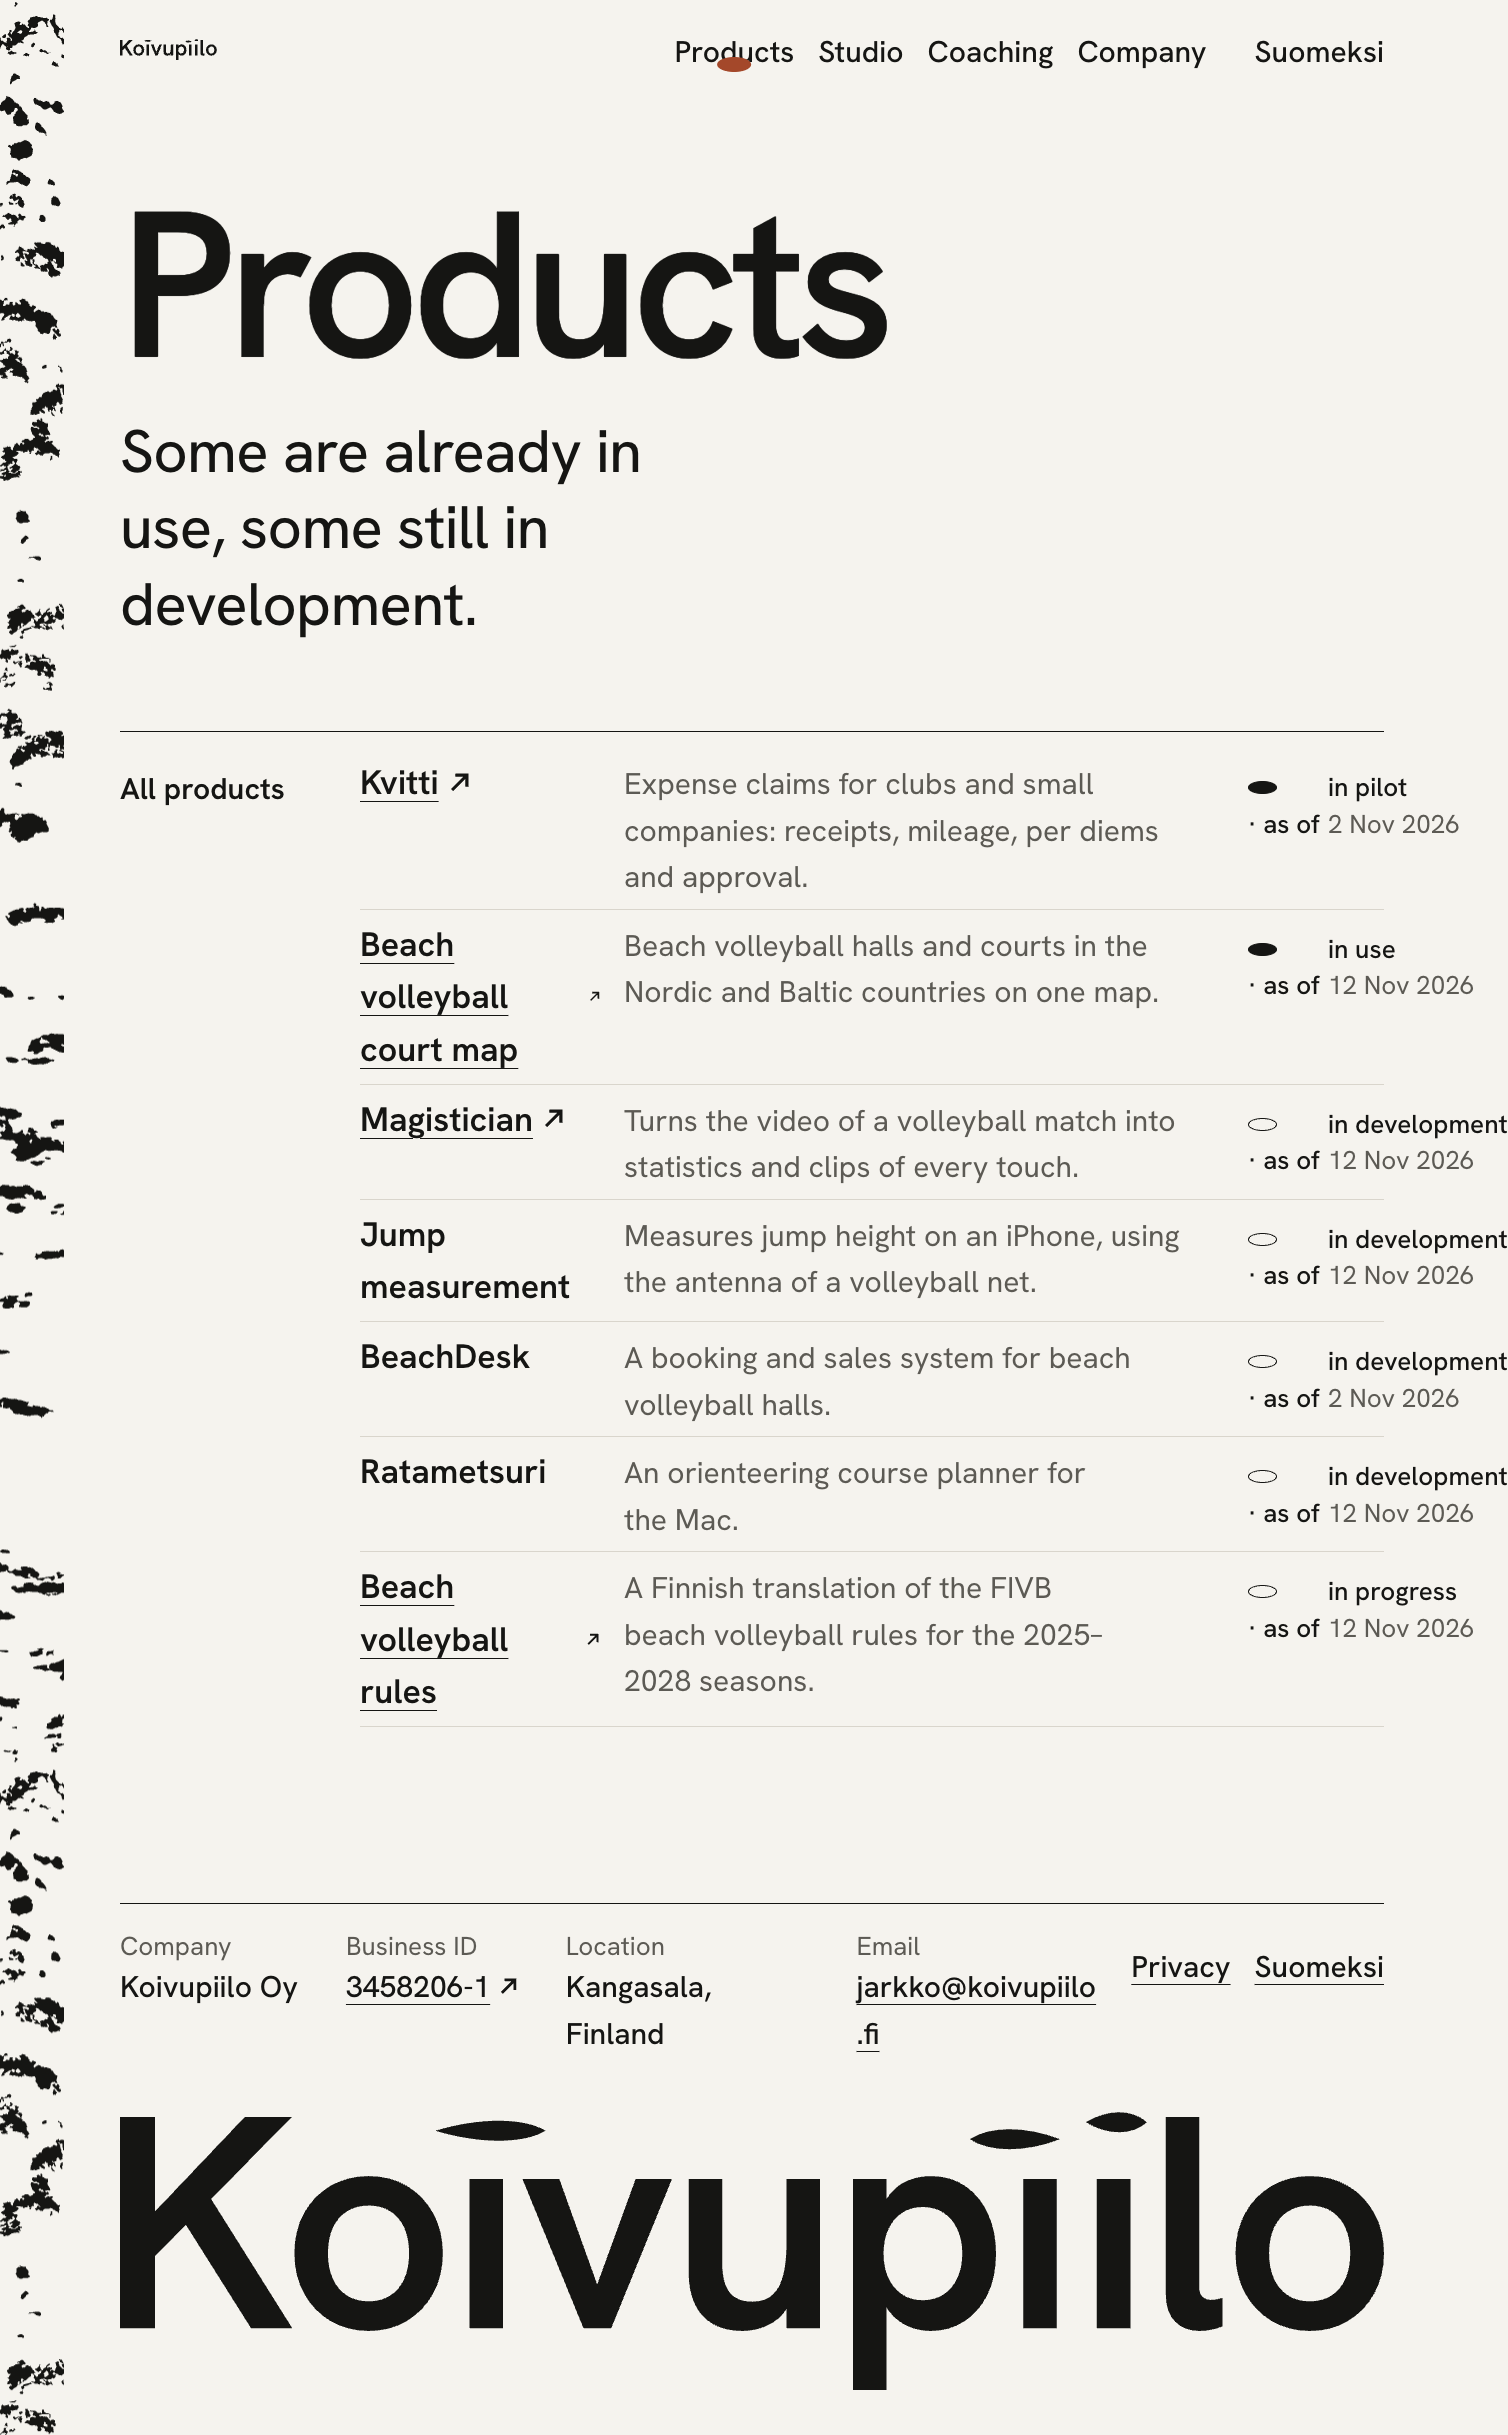 Koīvupīilo
Products Studio Coaching Company Suomeksi
Products
Some are already in
use, some still in
development.
All products
Kvitti ↗
Expense claims for clubs and small
companies: receipts, mileage, per diems
and approval.
in pilot
· as of 2 Nov 2026
Beach
volleyball ↗
court map
Beach volleyball halls and courts in the
Nordic and Baltic countries on one map.
in use
· as of 12 Nov 2026
Magistician ↗
Turns the video of a volleyball match into
statistics and clips of every touch.
in development
· as of 12 Nov 2026
Jump
measurement
Measures jump height on an iPhone, using
the antenna of a volleyball net.
in development
· as of 12 Nov 2026
BeachDesk
A booking and sales system for beach
volleyball halls.
in development
· as of 2 Nov 2026
Ratametsuri
An orienteering course planner for
the Mac.
in development
· as of 12 Nov 2026
Beach
volleyball ↗
rules
A Finnish translation of the FIVB
beach volleyball rules for the 2025–
2028 seasons.
in progress
· as of 12 Nov 2026
Company
Koivupiilo Oy
Business ID
3458206-1 ↗
Location
Kangasala,
Finland
Email
jarkko@koivupiilo
.fi
Privacy Suomeksi
Koivupiilo